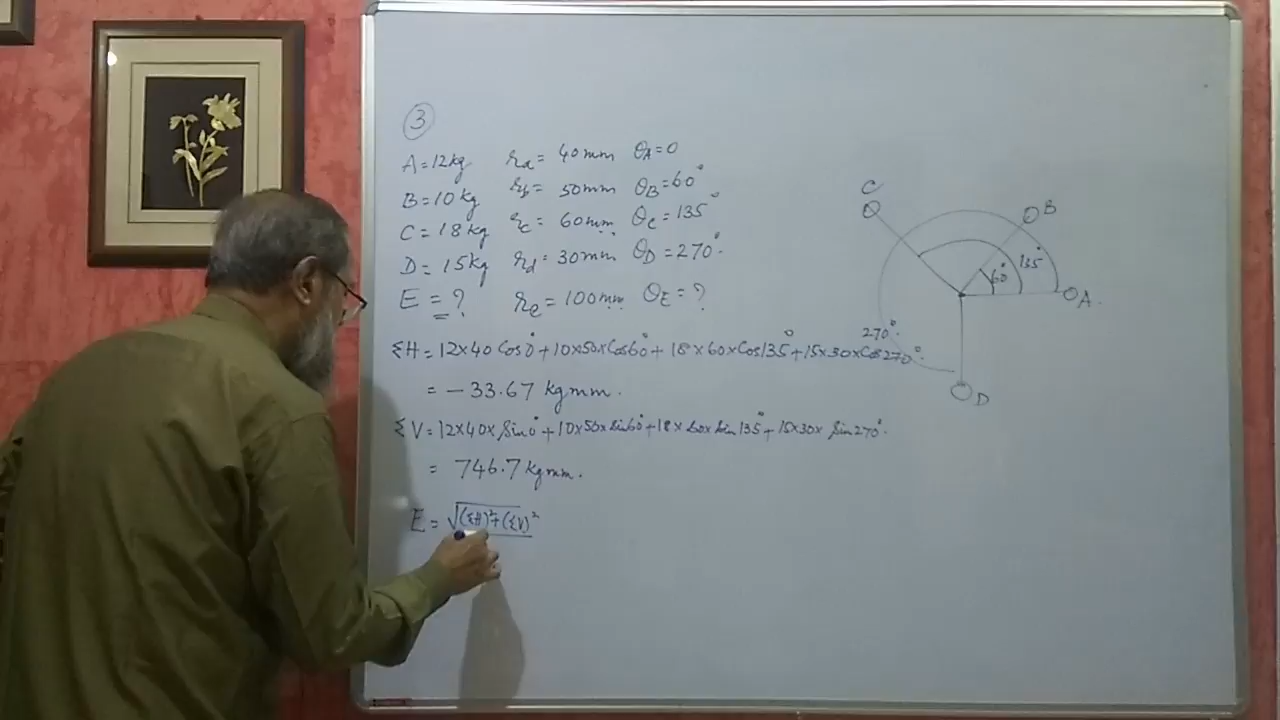 3
A=12kg ra= 40mm θA=0
B=10kg rb= 50mm θB=60°
C=18kg rc= 60mm θC=135°
D=15kg rd= 30mm θD=270°
E=? re=100mm θE=?
ΣH=12×40 Cos0°+10×50×Cos60°+18×60×Cos135°+15×30×Cos270°
= -33.67 kgmm.
ΣV=12×40×Sin0°+10×50×Sin60°+18×60×Sin135°+15×30×Sin270°
= 746.7 kgmm.
E= √(ΣH)²+(ΣV)²
C
B
135°
60°
A
270°
D